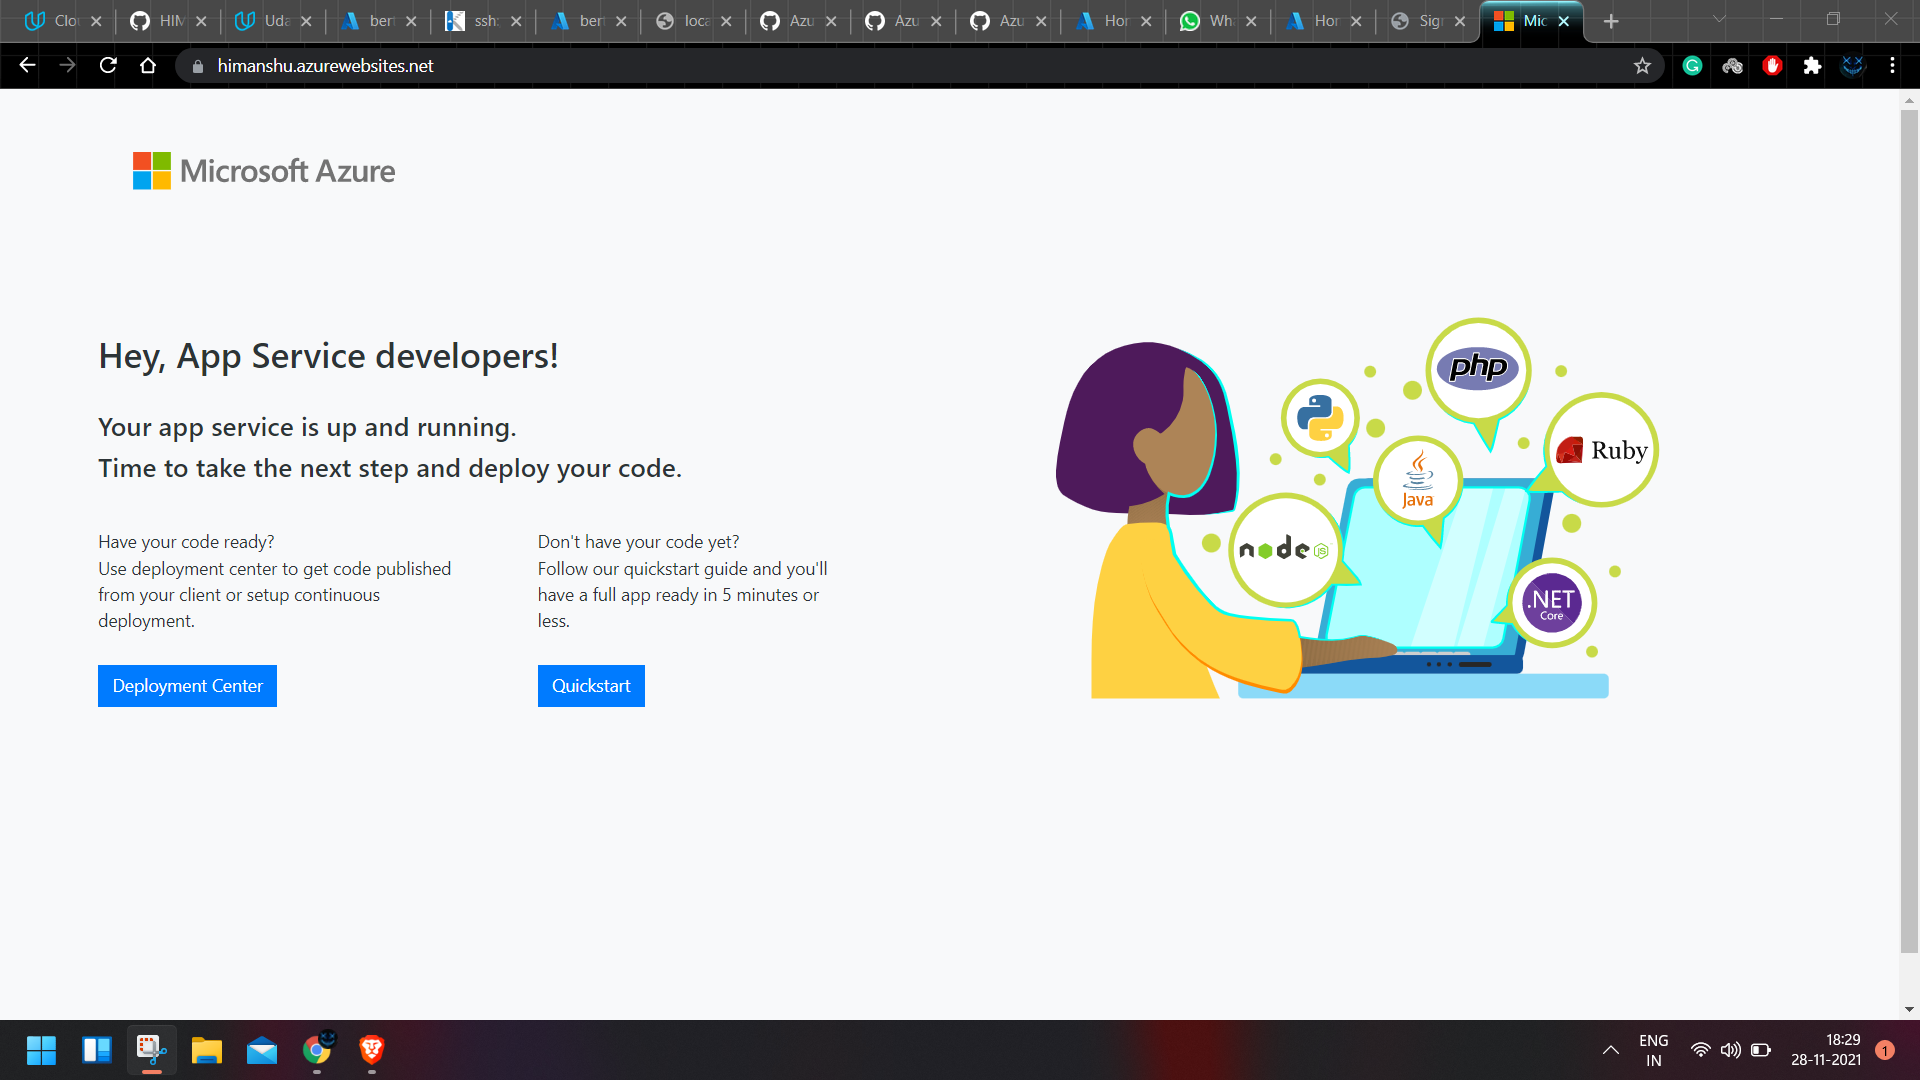 Clo
HIM
Uda
bert
ssh:
bert
loca
Azu
Azu
Azu
Hor
Wha
Hor
Sig
Mic
himanshu.azurewebsites.net
Microsoft Azure
Hey, App Service developers!
Your app service is up and running.
Time to take the next step and deploy your code.
Have your code ready?
Use deployment center to get code published
from your client or setup continuous
deployment.
Deployment Center
Don't have your code yet?
Follow our quickstart guide and you'll
have a full app ready in 5 minutes or
less.
Quickstart
php
Ruby
Java
node
JS
.NET
Core
ENG
IN
18:29
28-11-2021
1